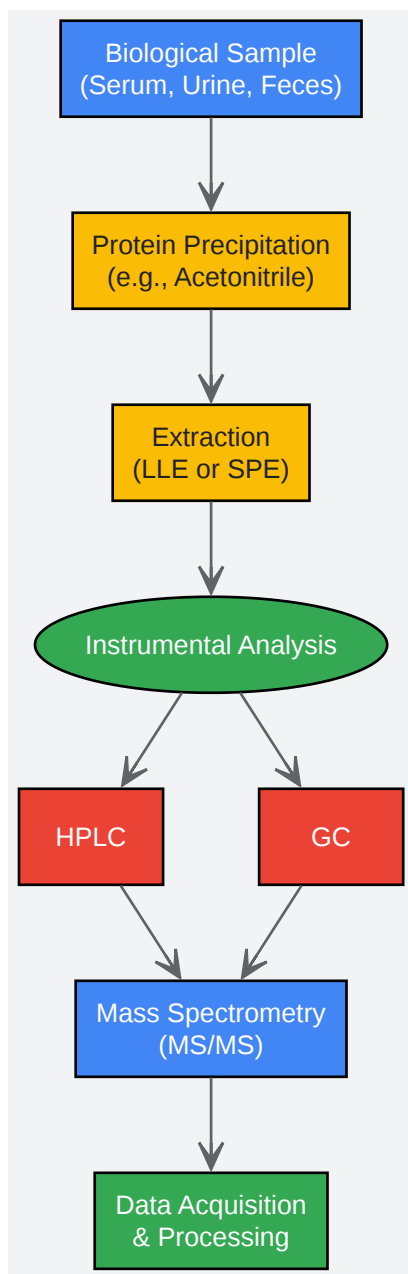 Biological Sample
(Serum, Urine, Feces)
Protein Precipitation
(e.g., Acetonitrile)
Extraction
(LLE or SPE)
Instrumental Analysis
HPLC
GC
Mass Spectrometry
(MS/MS)
Data Acquisition
& Processing